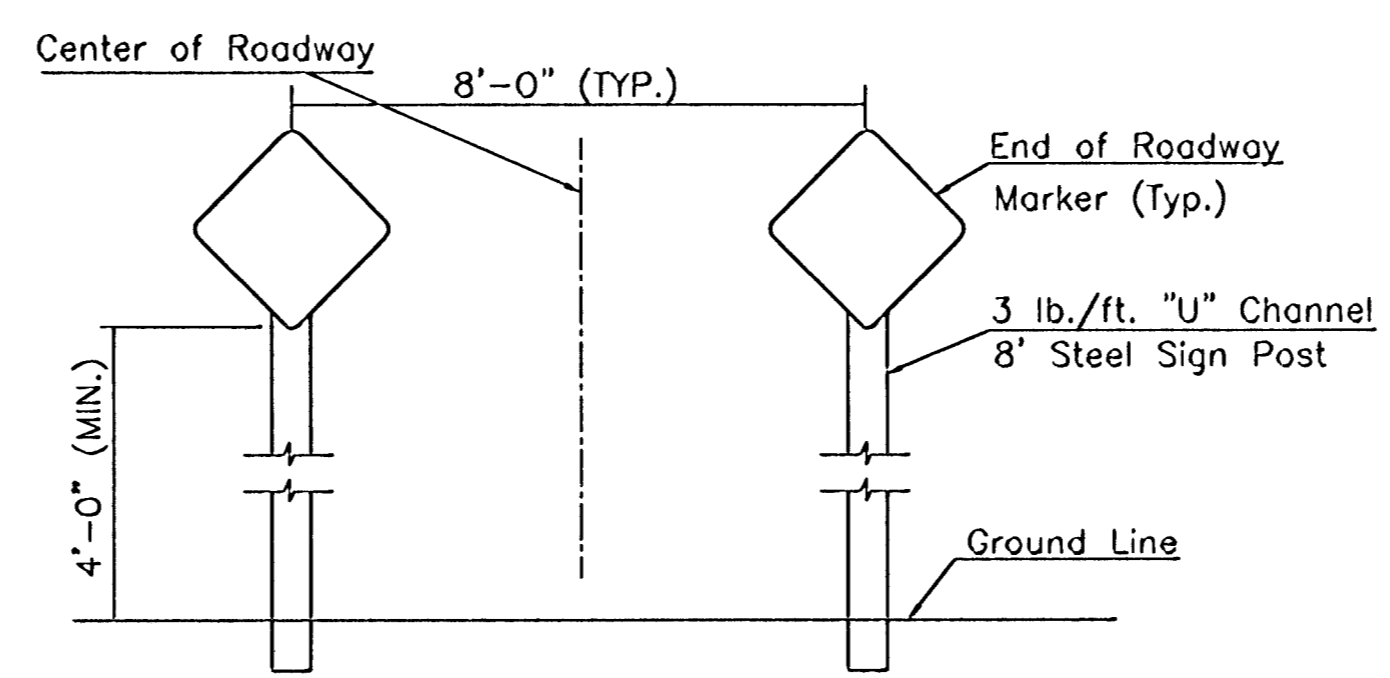 Center of Roadway
8'-0" (TYP.)
End of Roadway
Marker (Typ.)
3 lb./ft. "U" Channel
8' Steel Sign Post
4'-0" (MIN.)
Ground Line